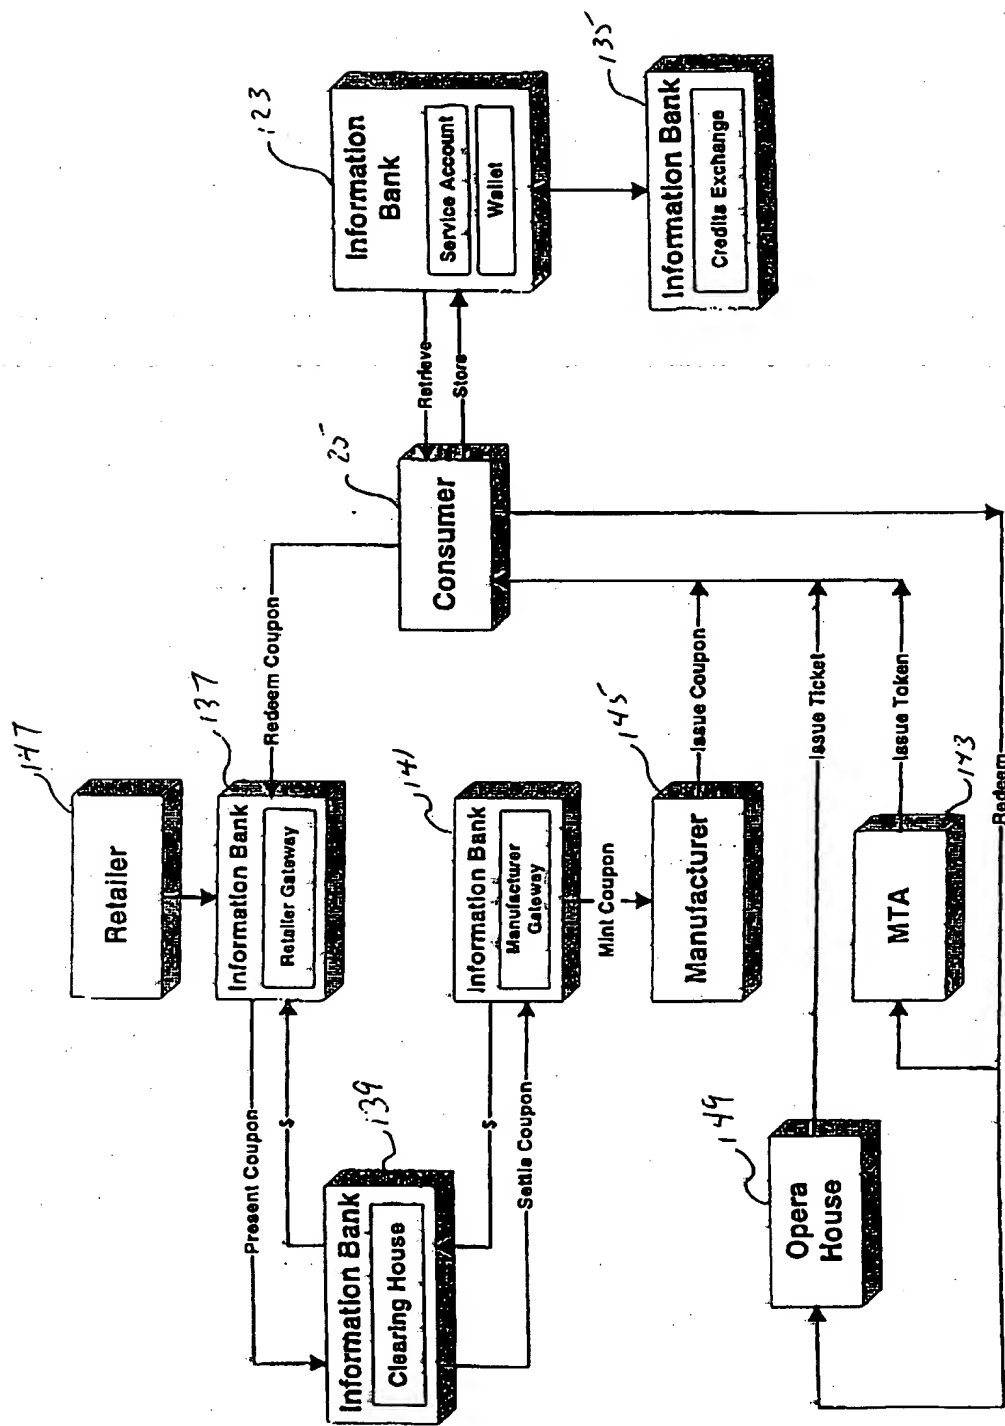 147
Retailer
137
Information Bank
Retailer Gateway
Redeem Coupon
Present Coupon
$
139
Information Bank
Clearing House
$
Settle Coupon
141
Information Bank
Manufacturer
Gateway
Mint Coupon
145
Manufacturer
Issue Coupon
25
Consumer
Retrieve
Store
123
Information
Bank
Service Account
Wallet
135
Information Bank
Credits Exchange
149
Opera
House
Issue Ticket
143
MTA
Issue Token
Redeem